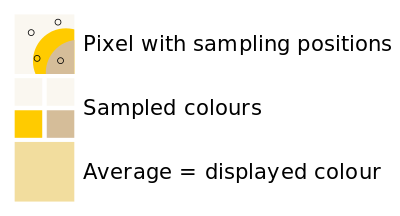 Pixel with sampling positions
Sampled colours
Average = displayed colour